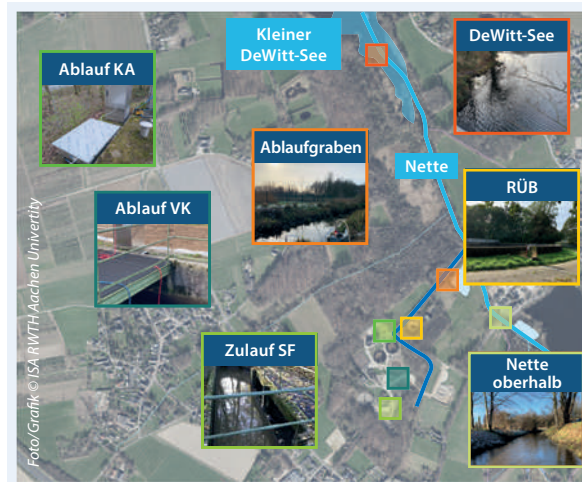 Kleiner
DeWitt-See
DeWitt-See
Ablauf KA
Ablaufgraben
Nette
RÜB
Ablauf VK
Zulauf SF
Nette
oberhalb
Foto/Grafik © ISA RWTH Aachen Univertity